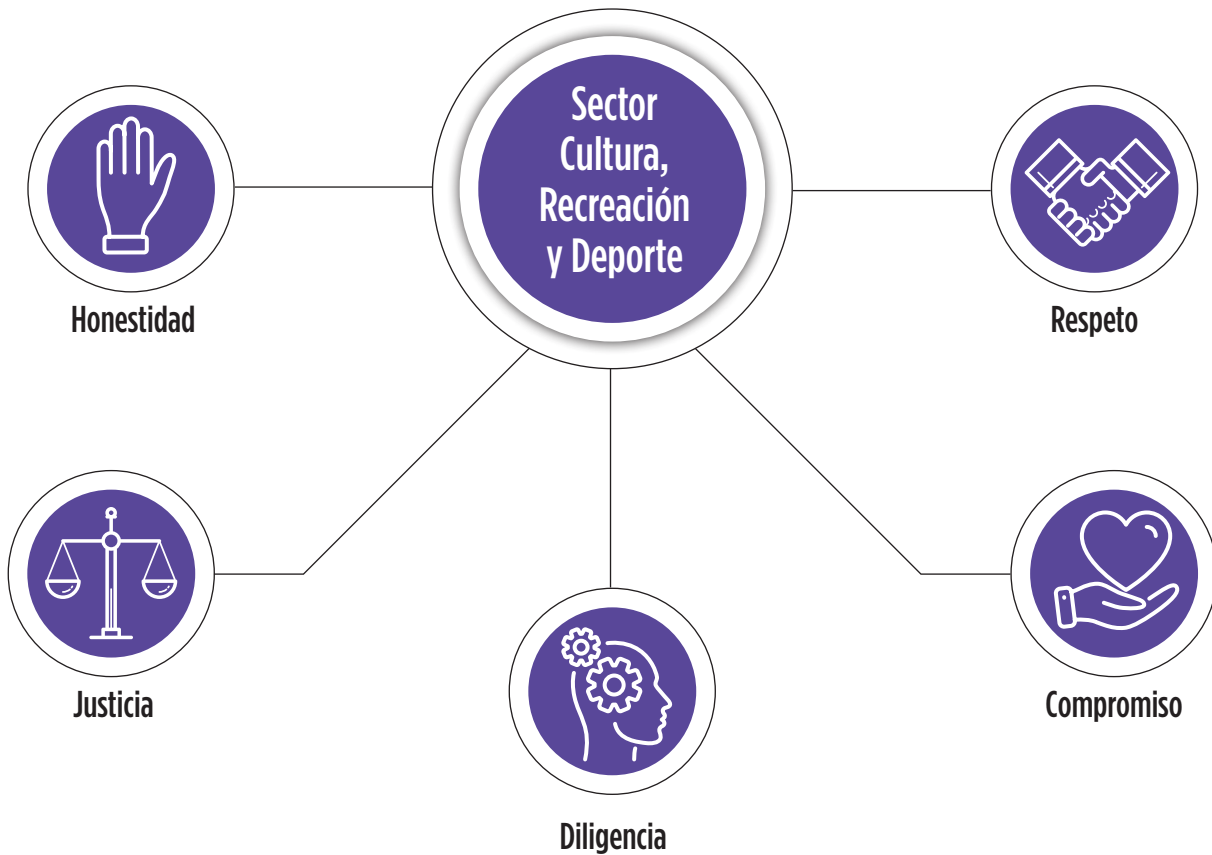 Sector
Cultura,
Recreación
y Deporte
Honestidad
Respeto
Justicia
Compromiso
Diligencia